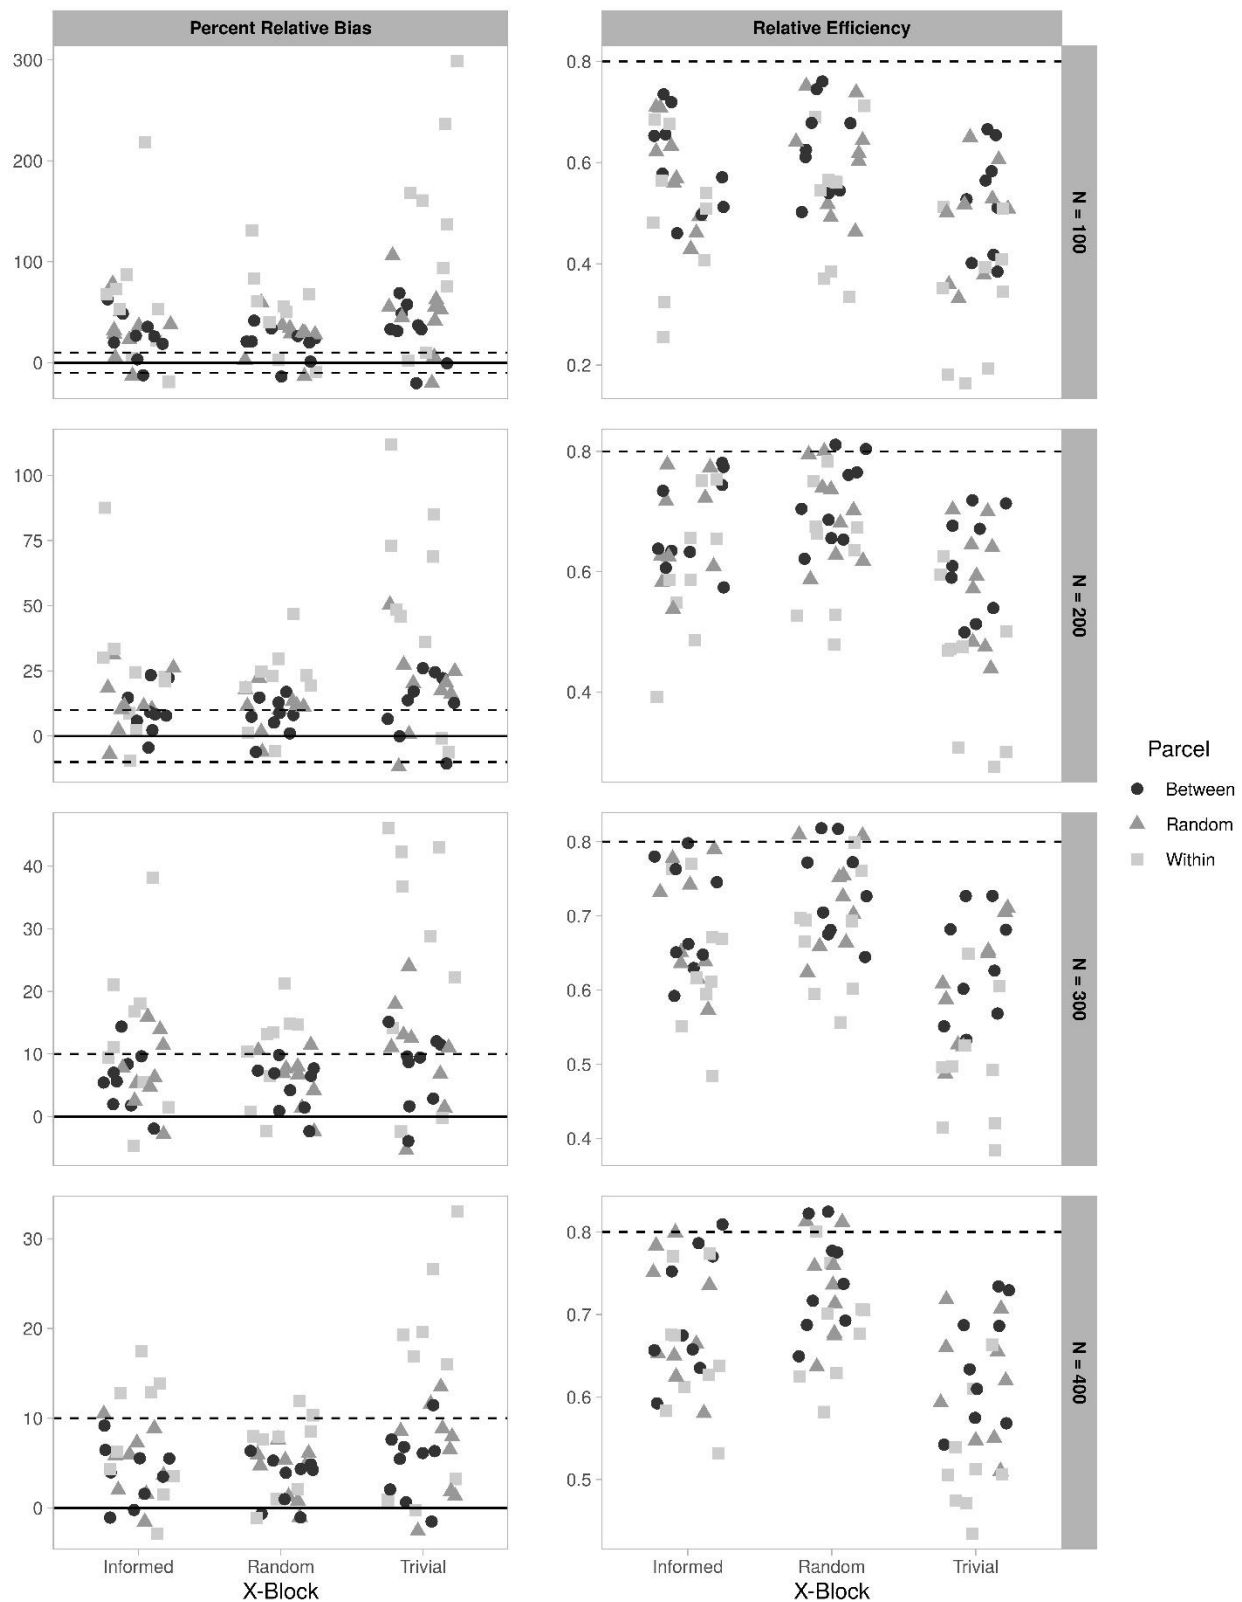 Percent Relative Bias
Relative Efficiency
300
200
100
0
0.8
0.6
0.4
0.2
N = 100
100
75
50
25
0
0.8
0.6
0.4
N = 200
40
30
20
10
0
0.8
0.7
0.6
0.5
0.4
N = 300
30
20
10
0
0.8
0.7
0.6
0.5
N = 400
Informed Random Trivial
X-Block
Informed Random Trivial
X-Block
Parcel
Between
Random
Within